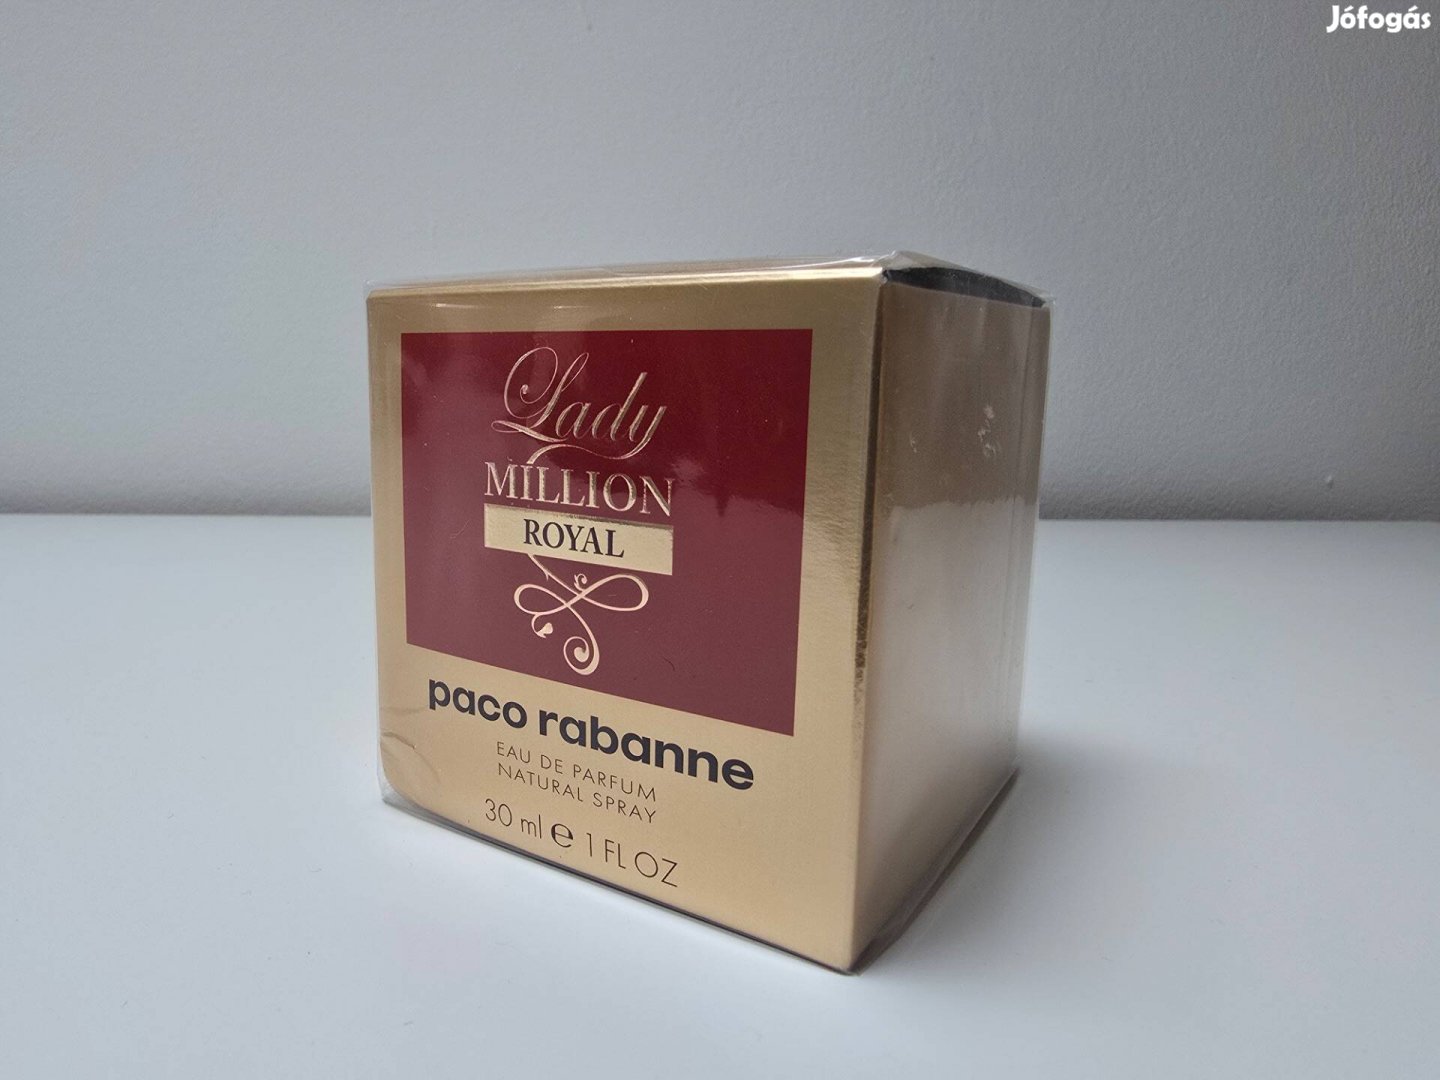 Jófogás
Lady
MILLION
ROYAL
paco rabanne
EAU DE PARFUM
NATURAL SPRAY
30 ml ℮ 1 FL OZ